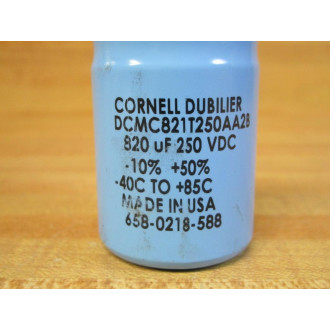 CORNELL DUBILIER
DCMC821T250AA2B
820 uF 250 VDC
-10% +50%
-40C TO +85C
MADE IN USA
658-0218-588